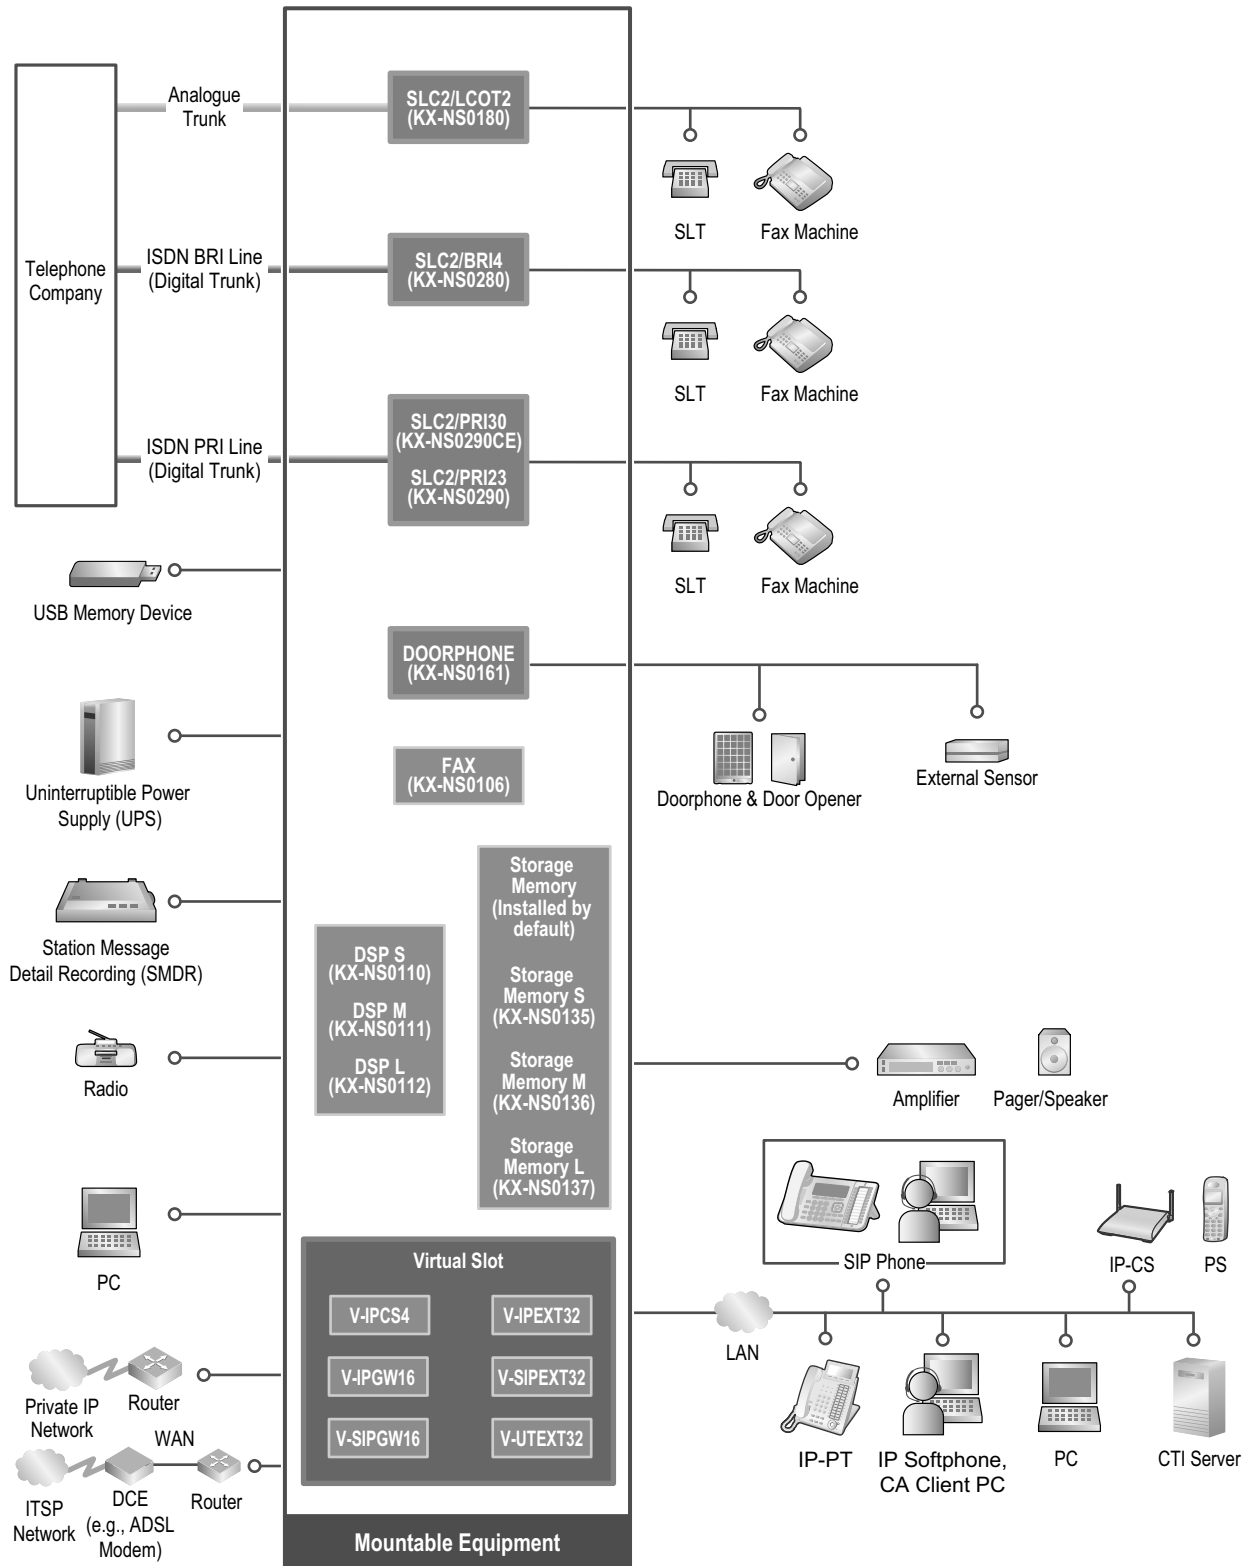 Analogue
Trunk
SLC2/LCOT2
(KX-NS0180)
SLT
Fax Machine
Telephone
Company
ISDN BRI Line
(Digital Trunk)
SLC2/BRI4
(KX-NS0280)
SLT
Fax Machine
ISDN PRI Line
(Digital Trunk)
SLC2/PRI30
(KX-NS0290CE)
SLC2/PRI23
(KX-NS0290)
SLT
Fax Machine
USB Memory Device
DOORPHONE
(KX-NS0161)
Doorphone & Door Opener
External Sensor
Uninterruptible Power
Supply (UPS)
FAX
(KX-NS0106)
Station Message
Detail Recording (SMDR)
DSP S
(KX-NS0110)
DSP M
(KX-NS0111)
DSP L
(KX-NS0112)
Storage
Memory
(Installed by
default)
Storage
Memory S
(KX-NS0135)
Storage
Memory M
(KX-NS0136)
Storage
Memory L
(KX-NS0137)
Radio
Amplifier
Pager/Speaker
PC
SIP Phone
IP-CS
PS
Virtual Slot
V-IPCS4
V-IPEXT32
V-IPGW16
V-SIPEXT32
V-SIPGW16
V-UTEXT32
LAN
IP-PT
IP Softphone,
CA Client PC
PC
CTI Server
Private IP
Network
Router
WAN
ITSP
Network
DCE
(e.g., ADSL
Modem)
Router
Mountable Equipment